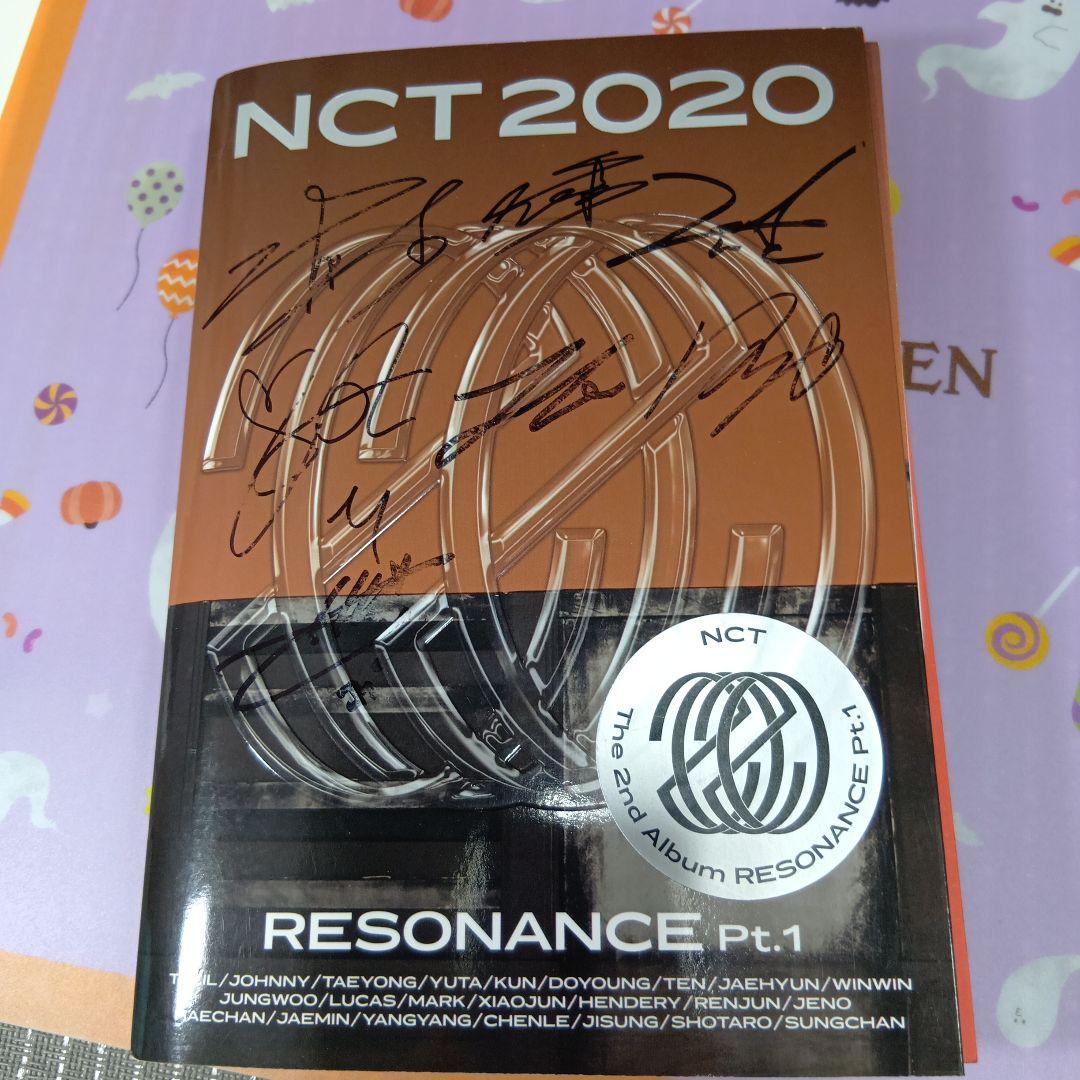 NCT 2020
EN
NCT
The 2nd Album RESONANCE Pt.1
RESONANCE Pt.1
/JOHNNY/TAEYONG/YUTA/KUN/DOYOUNG/TEN/JAEHYUN/WINWIN
JUNGWOO/LUCAS/MARK/XIAOJUN/HENDERY/RENJUN/JENO
HAECHAN/JAEMIN/YANGYANG/CHENLE/JISUNG/SHOTARO/SUNGCHAN